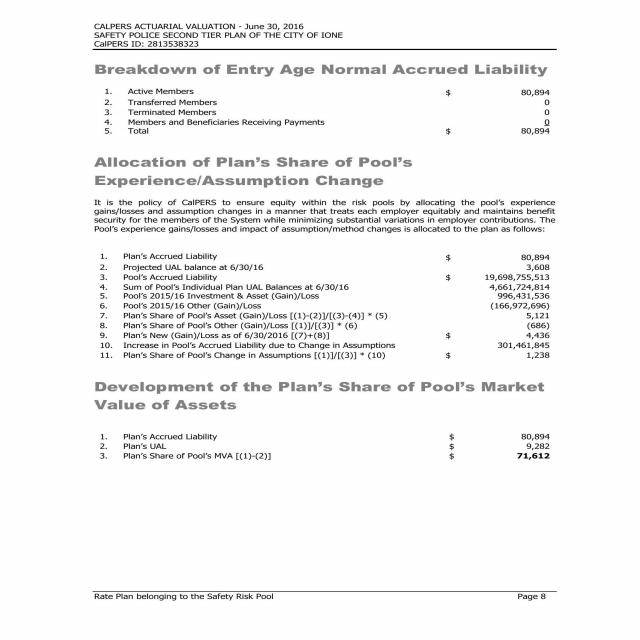 CALPERS ACTUARIAL VALUATION - June 30, 2016
SAFETY POLICE SECOND TIER PLAN OF THE CITY OF IONE
CalPERS ID: 2813538323
Breakdown of Entry Age Normal Accrued Liability
1. Active Members $ 80,894
2. Transferred Members 0
3. Terminated Members 0
4. Members and Beneficiaries Receiving Payments 0
5. Total $ 80,894
Allocation of Plan's Share of Pool's
Experience/Assumption Change
It is the policy of CalPERS to ensure equity within the risk pools by allocating the pool's experience
gains/losses and assumption changes in a manner that treats each employer equitably and maintains benefit
security for the members of the System while minimizing substantial variations in employer contributions. The
Pool's experience gains/losses and impact of assumption/method changes is allocated to the plan as follows:
1. Plan's Accrued Liability $ 80,894
2. Projected UAL balance at 6/30/16 3,608
3. Pool's Accrued Liability $ 19,698,755,513
4. Sum of Pool's Individual Plan UAL Balances at 6/30/16 4,661,724,814
5. Pool's 2015/16 Investment & Asset (Gain)/Loss 996,431,536
6. Pool's 2015/16 Other (Gain)/Loss (166,972,696)
7. Plan's Share of Pool's Asset (Gain)/Loss [(1)-(2)]/[(3)-(4)] * (5) 5,121
8. Plan's Share of Pool's Other (Gain)/Loss [(1)]/[(3)] * (6) (686)
9. Plan's New (Gain)/Loss as of 6/30/2016 [(7)+(8)] $ 4,436
10. Increase in Pool's Accrued Liability due to Change in Assumptions 301,461,845
11. Plan's Share of Pool's Change in Assumptions [(1)]/[(3)] * (10) $ 1,238
Development of the Plan's Share of Pool's Market
Value of Assets
1. Plan's Accrued Liability $ 80,894
2. Plan's UAL $ 9,282
3. Plan's Share of Pool's MVA [(1)-(2)] $ 71,612
Rate Plan belonging to the Safety Risk Pool Page 8